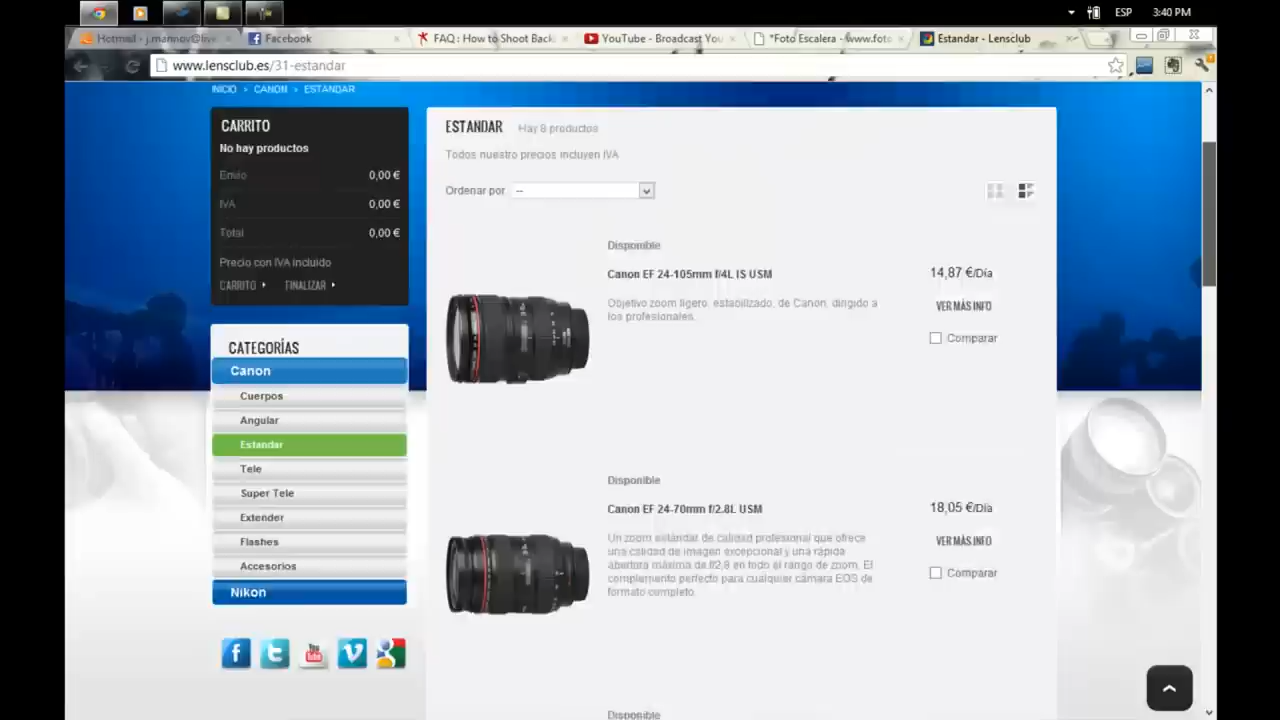 ESP
3:40 PM
Hotmail - j.mannov@live
Facebook
FAQ : How to Shoot Back
YouTube - Broadcast You
*Foto Escalera - (www.foto
Estandar - Lensclub
www.lensclub.es/31-estandar
INICIO > CANON > ESTANDAR
CARRITO
No hay productos
Envío 0,00 €
IVA 0,00 €
Total 0,00 €
Precio con IVA incluido
CARRITO FINALIZAR
CATEGORÍAS
Canon
Cuerpos
Angular
Estandar
Tele
Super Tele
Extender
Flashes
Accesorios
Nikon
ESTANDAR Hay 8 productos
Todos nuestro precios incluyen IVA
Ordenar por --
Disponible
Canon EF 24-105mm f/4L IS USM
14,87 €/Día
Objetivo zoom ligero, estabilizado, de Canon, dirigido a
los profesionales.
VER MÁS INFO
Comparar
Disponible
Canon EF 24-70mm f/2.8L USM
18,05 €/Día
Un zoom estándar de calidad profesional que ofrece
una calidad de imagen excepcional y una rápida
abertura máxima de f/2,8 en todo el rango de zoom. El
complemento perfecto para cualquier cámara EOS de
formato completo.
VER MÁS INFO
Comparar
Disponible